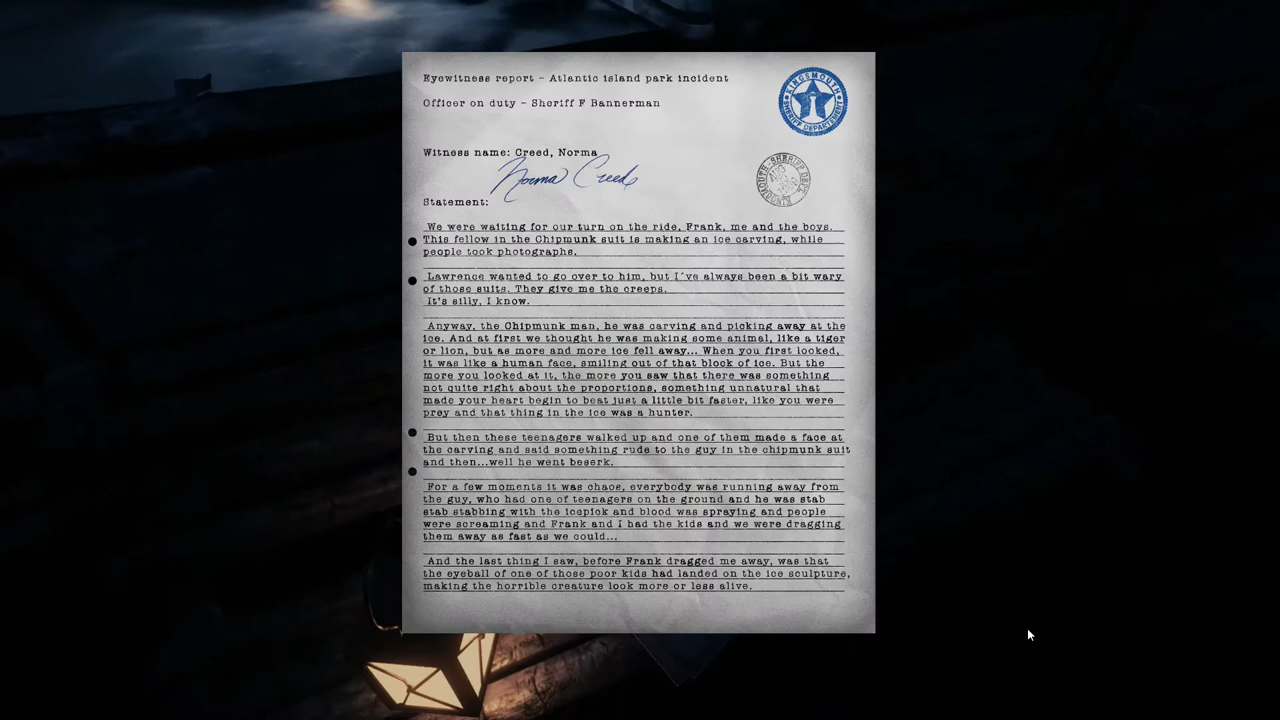 Eyewitness report - Atlantic island park incident
Officer on duty - Sheriff F Bannerman
KINGSMOUTH
SHERIFF DEPARTEMENT
Witness name: Creed, Norma
Norma Creed
KINGSMOUTH SHERIFF DEPT.
Statement:
We were waiting for our turn on the ride, Frank, me and the boys.
This fellow in the Chipmunk suit is making an ice carving, while
people took photographs.
Lawrence wanted to go over to him, but I´ve always been a bit wary
of those suits. They give me the creeps.
It's silly, I know.
Anyway, the Chipmunk man, he was carving and picking away at the
ice. And at first we thought he was making some animal, like a tiger
or lion, but as more and more ice fell away... When you first looked,
it was like a human face, smiling out of that block of ice. But the
more you looked at it, the more you saw that there was something
not quite right about the proportions, something unnatural that
made your heart begin to beat just a little bit faster, like you were
prey and that thing in the ice was a hunter.
But then these teenagers walked up and one of them made a face at
the carving and said something rude to the guy in the chipmunk suit
and then...well he went beserk.
For a few moments it was chaos, everybody was running away from
the guy, who had one of teenagers on the ground and he was stab
stab stabbing with the icepick and blood was spraying and people
were screaming and Frank and I had the kids and we were dragging
them away as fast as we could...
And the last thing I saw, before Frank dragged me away, was that
the eyeball of one of those poor kids had landed on the ice sculpture,
making the horrible creature look more or less alive.